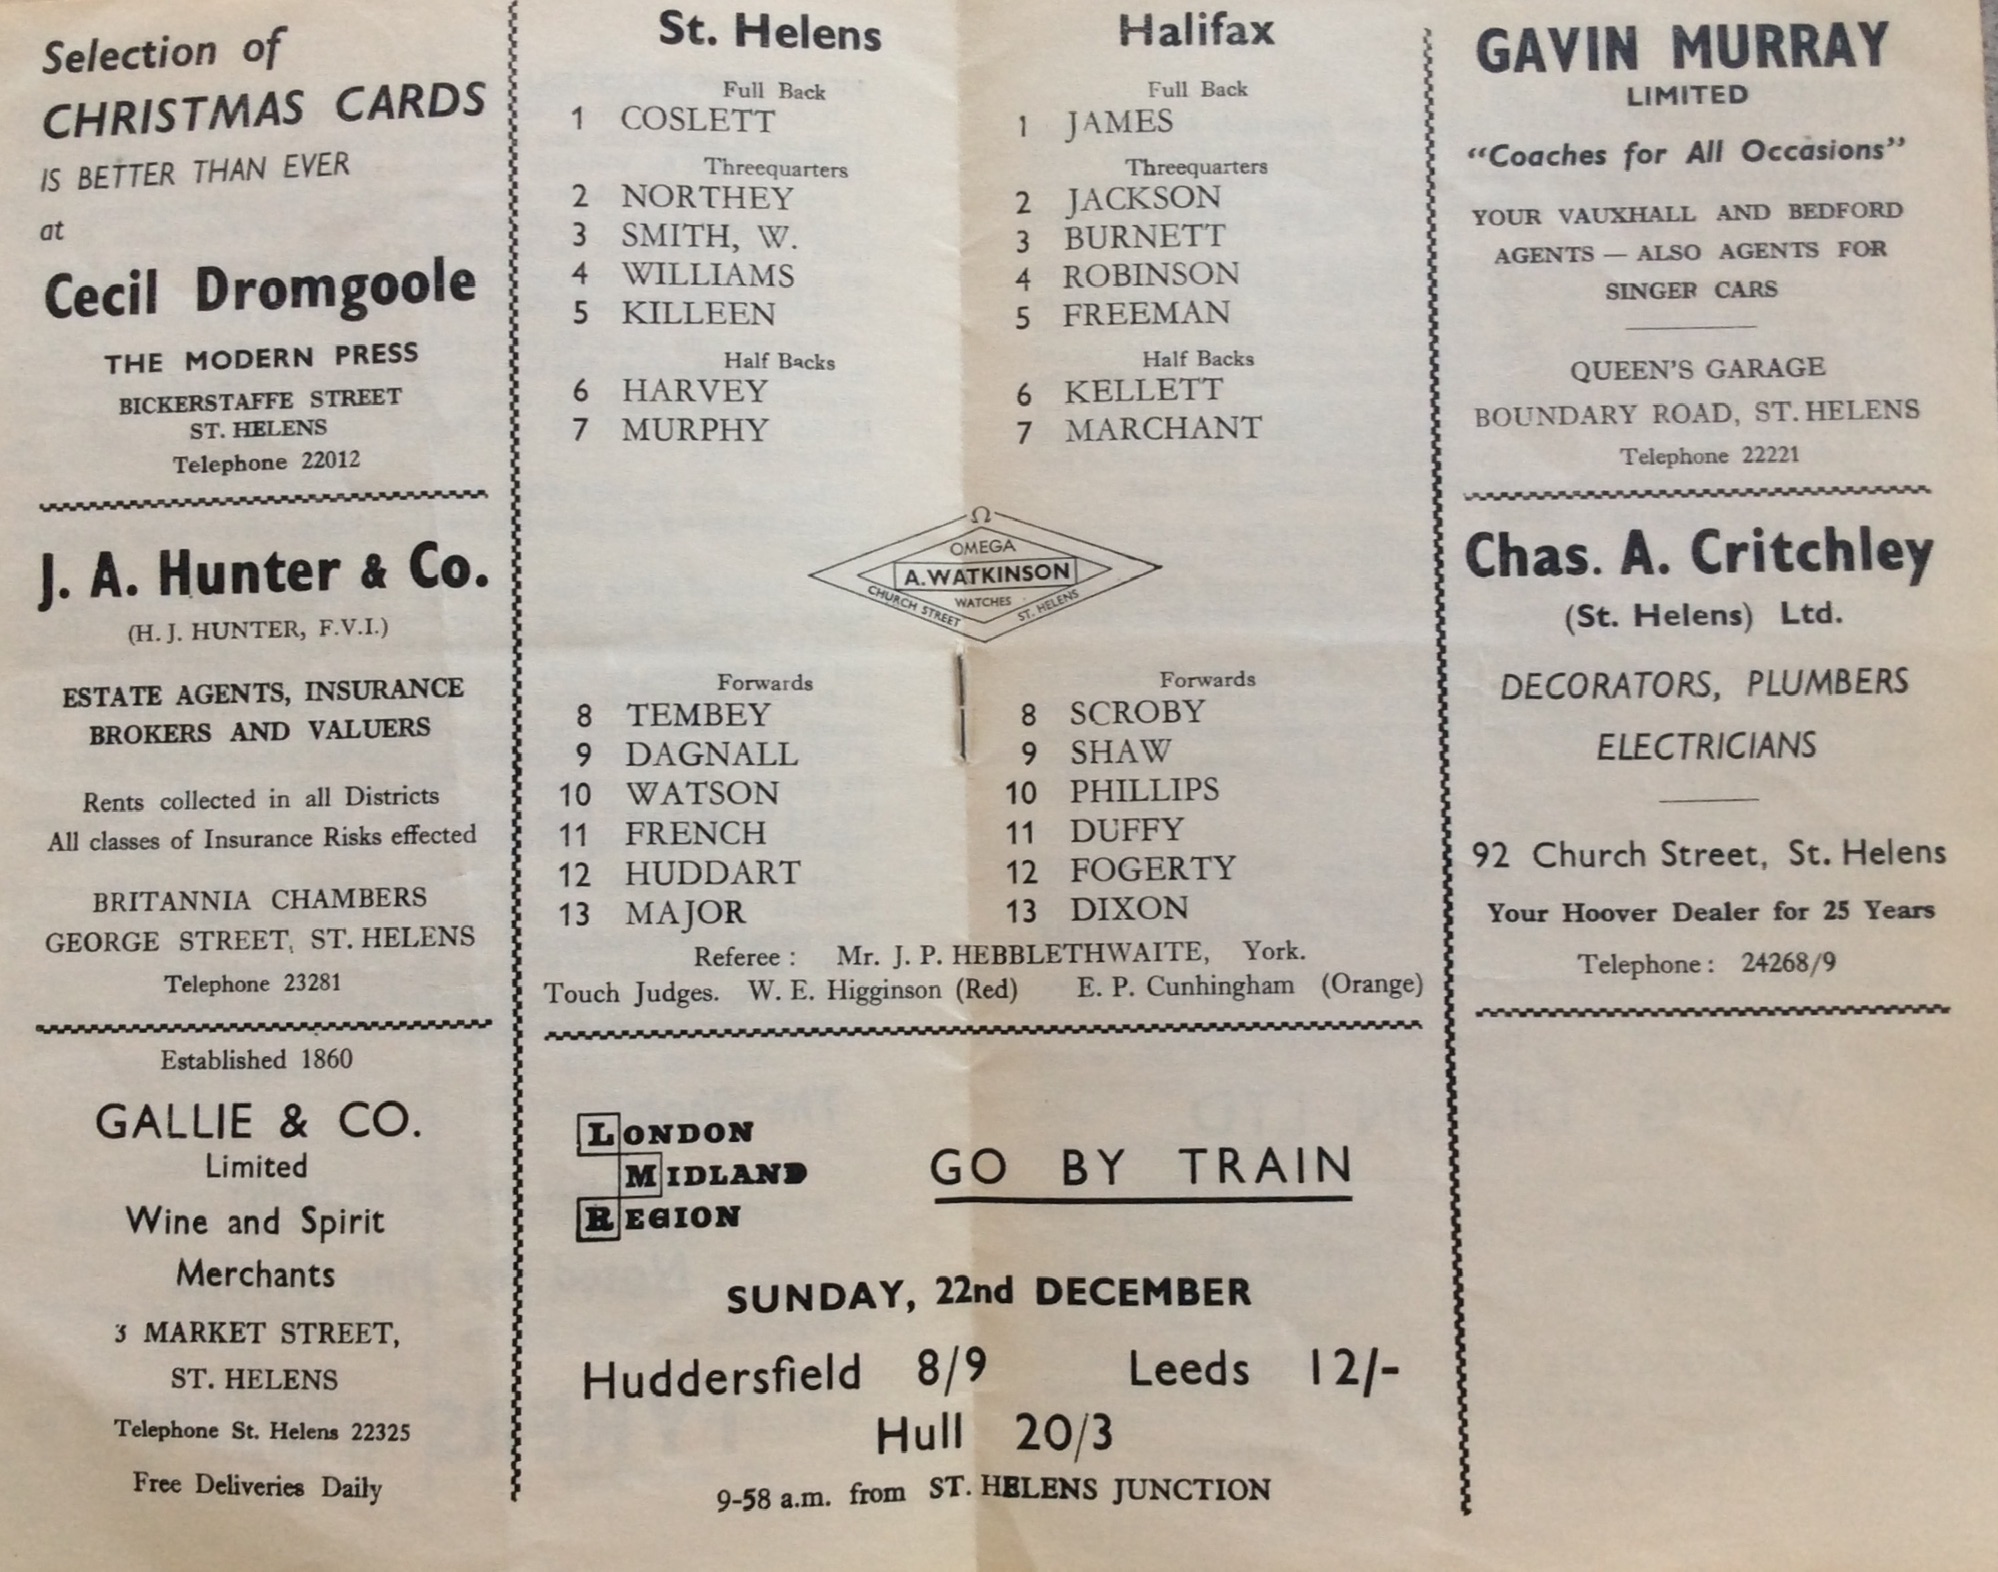 Selection of
CHRISTMAS CARDS
IS BETTER THAN EVER
at
Cecil Dromgoole
THE MODERN PRESS
BICKERSTAFFE STREET
ST. HELENS
Telephone 22012
J. A. Hunter & Co.
(H. J. HUNTER, F.V.I.)
ESTATE AGENTS, INSURANCE
BROKERS AND VALUERS
Rents collected in all Districts
All classes of Insurance Risks effected
BRITANNIA CHAMBERS
GEORGE STREET, ST. HELENS
Telephone 23281
Established 1860
GALLIE & CO.
Limited
Wine and Spirit
Merchants
3 MARKET STREET,
ST. HELENS
Telephone St. Helens 22325
Free Deliveries Daily
St. Helens
Full Back
1 COSLETT
Threequarters
2 NORTHEY
3 SMITH, W.
4 WILLIAMS
5 KILLEEN
Half Backs
6 HARVEY
7 MURPHY
Halifax
Full Back
1 JAMES
Threequarters
2 JACKSON
3 BURNETT
4 ROBINSON
5 FREEMAN
Half Backs
6 KELLETT
7 MARCHANT
Ω
OMEGA
A. WATKINSON
WATCHES
CHURCH STREET ST. HELENS
Forwards
8 TEMBEY
9 DAGNALL
10 WATSON
11 FRENCH
12 HUDDART
13 MAJOR
Forwards
8 SCROBY
9 SHAW
10 PHILLIPS
11 DUFFY
12 FOGERTY
13 DIXON
Referee : Mr. J. P. HEBBLETHWAITE, York.
Touch Judges. W. E. Higginson (Red) E. P. Cunhingham (Orange)
LONDON
MIDLAND
REGION
GO BY TRAIN
SUNDAY, 22nd DECEMBER
Huddersfield 8/9 Leeds 12/-
Hull 20/3
9-58 a.m. from ST. HELENS JUNCTION
GAVIN MURRAY
LIMITED
"Coaches for All Occasions"
YOUR VAUXHALL AND BEDFORD
AGENTS — ALSO AGENTS FOR
SINGER CARS
QUEEN'S GARAGE
BOUNDARY ROAD, ST. HELENS
Telephone 22221
Chas. A. Critchley
(St. Helens) Ltd.
DECORATORS, PLUMBERS
ELECTRICIANS
92 Church Street, St. Helens
Your Hoover Dealer for 25 Years
Telephone : 24268/9